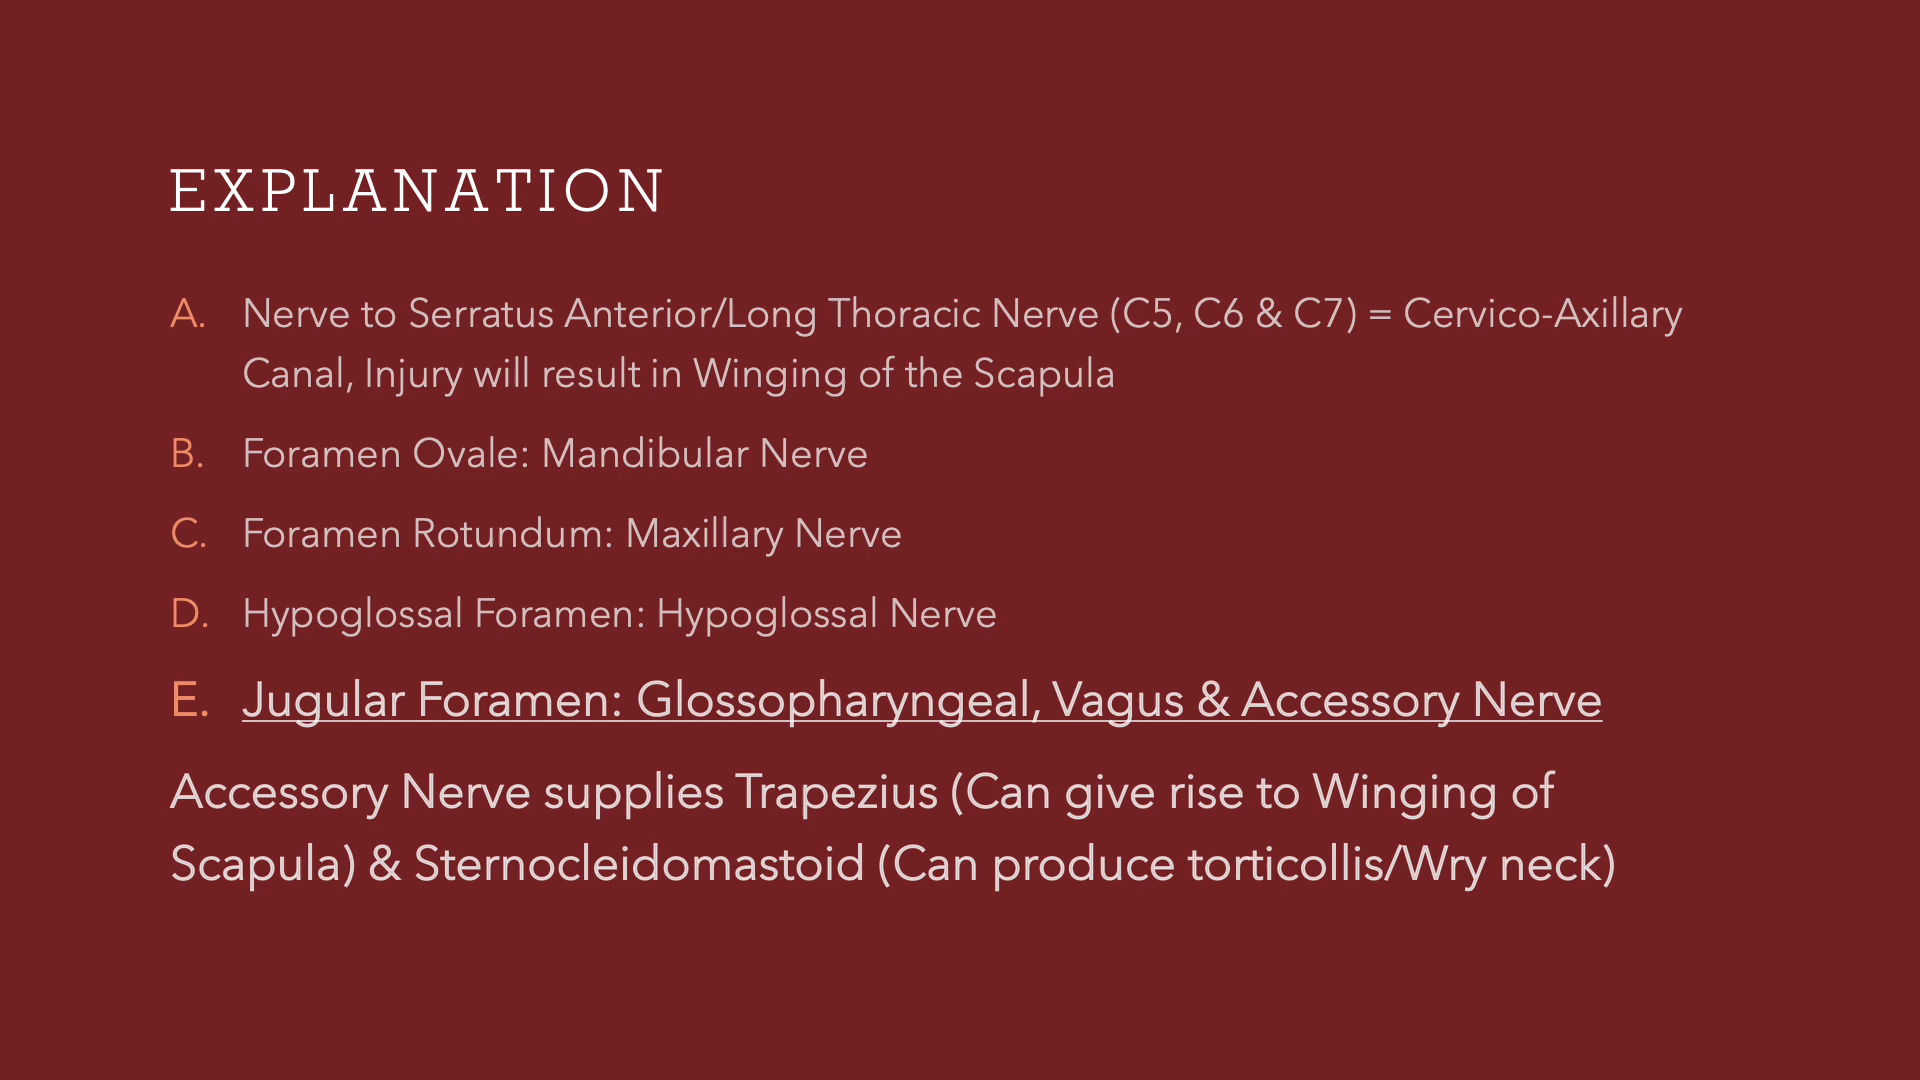 EXPLANATION
A. Nerve to Serratus Anterior/Long Thoracic Nerve (C5, C6 & C7) = Cervico-Axillary
Canal, Injury will result in Winging of the Scapula
B. Foramen Ovale: Mandibular Nerve
C. Foramen Rotundum: Maxillary Nerve
D. Hypoglossal Foramen: Hypoglossal Nerve
E. Jugular Foramen: Glossopharyngeal, Vagus & Accessory Nerve
Accessory Nerve supplies Trapezius (Can give rise to Winging of
Scapula) & Sternocleidomastoid (Can produce torticollis/Wry neck)